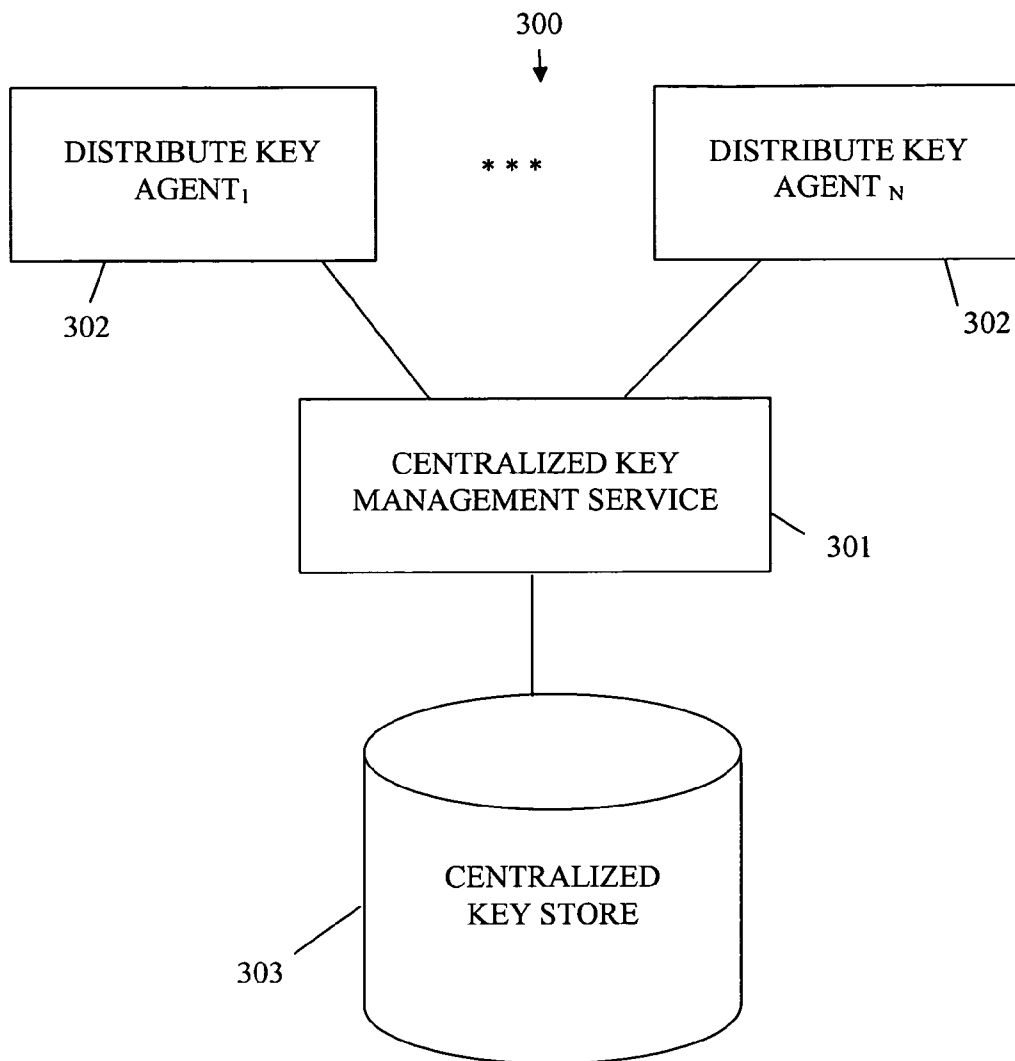 300
DISTRIBUTE KEY
AGENT₁
* * *
DISTRIBUTE KEY
AGENT N
302
302
CENTRALIZED KEY
MANAGEMENT SERVICE
301
CENTRALIZED
KEY STORE
303